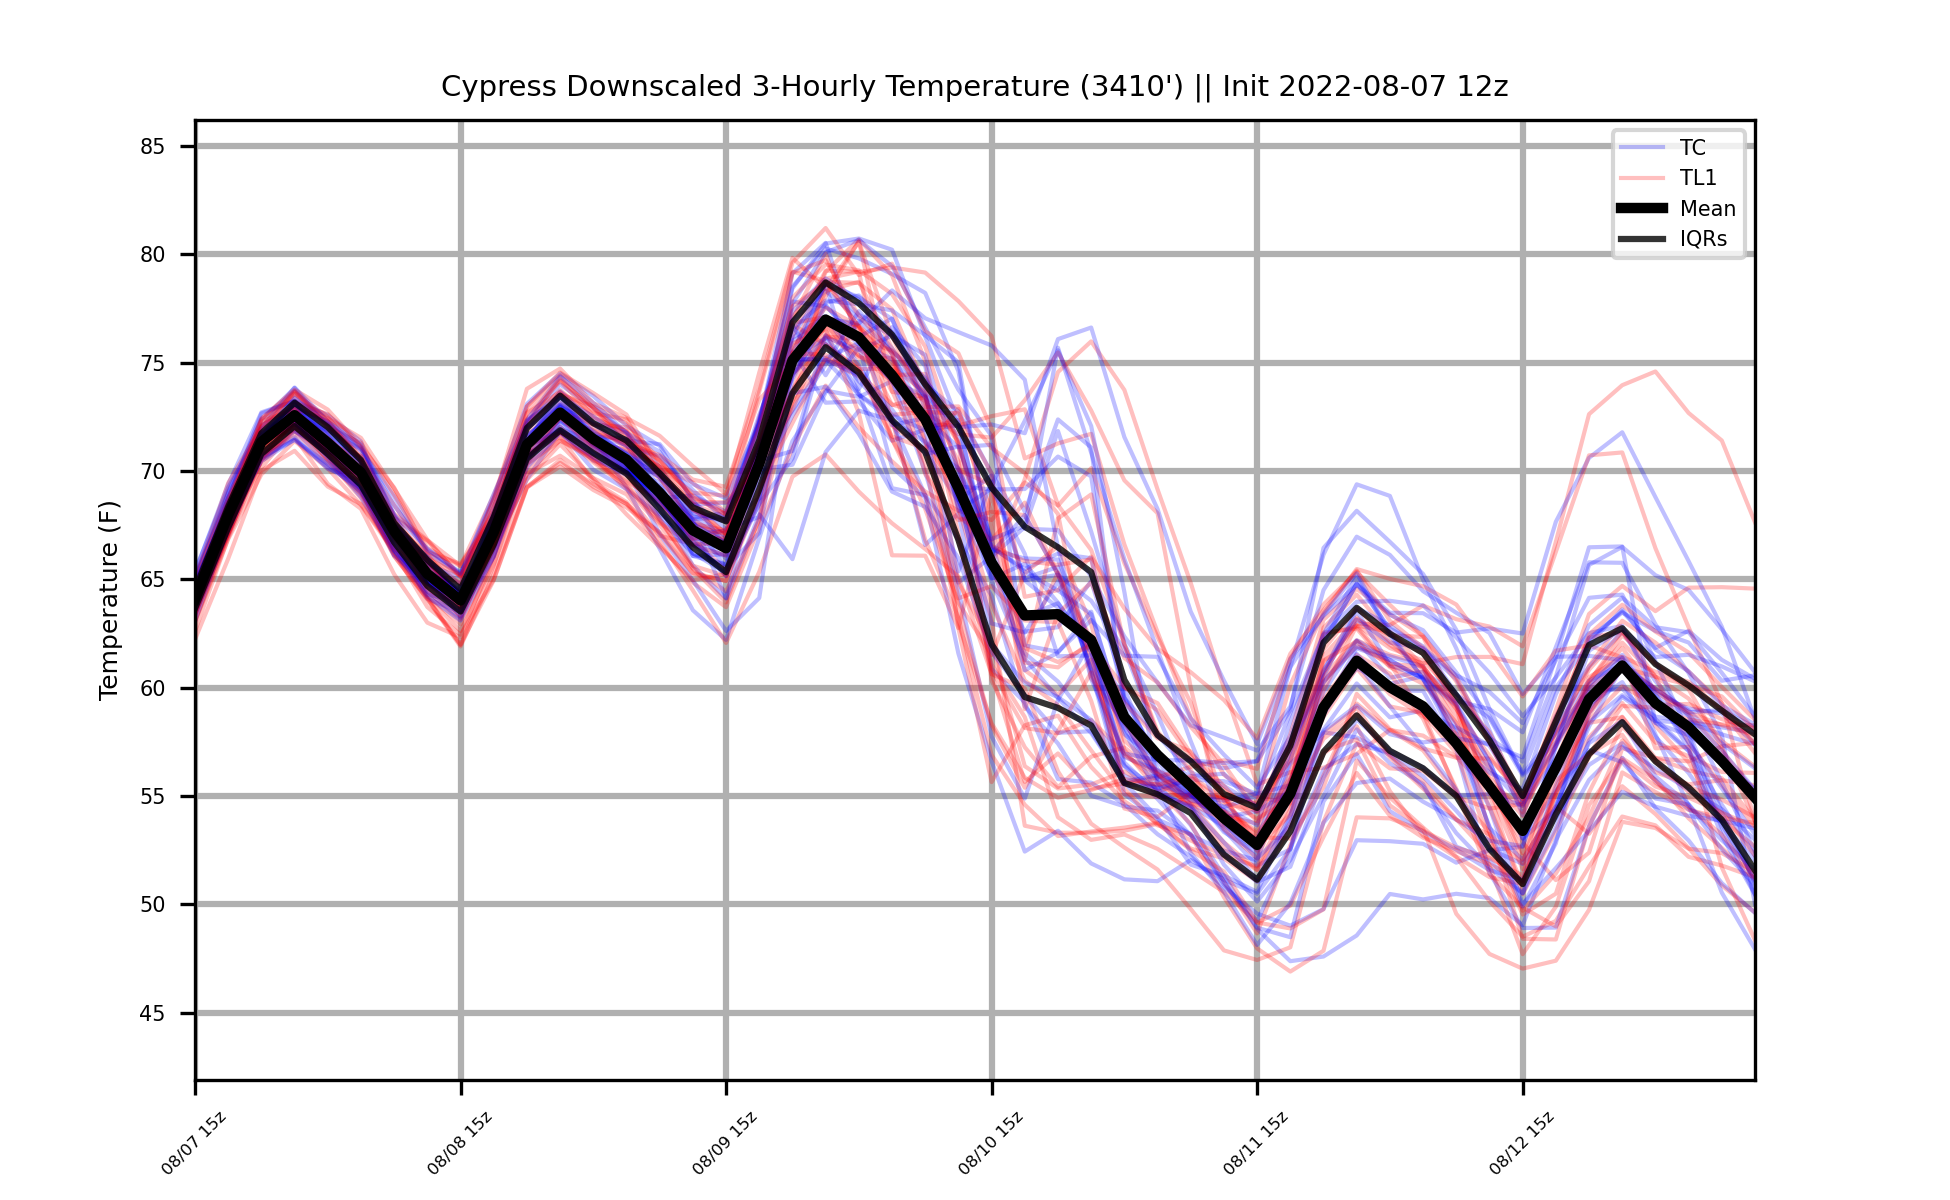 Cypress Downscaled 3-Hourly Temperature (3410') || Init 2022-08-07 12z
TC
TL1
Mean
IQRs
Temperature (F)
85
80
75
70
65
60
55
50
45
08/07 15z
08/08 15z
08/09 15z
08/10 15z
08/11 15z
08/12 15z